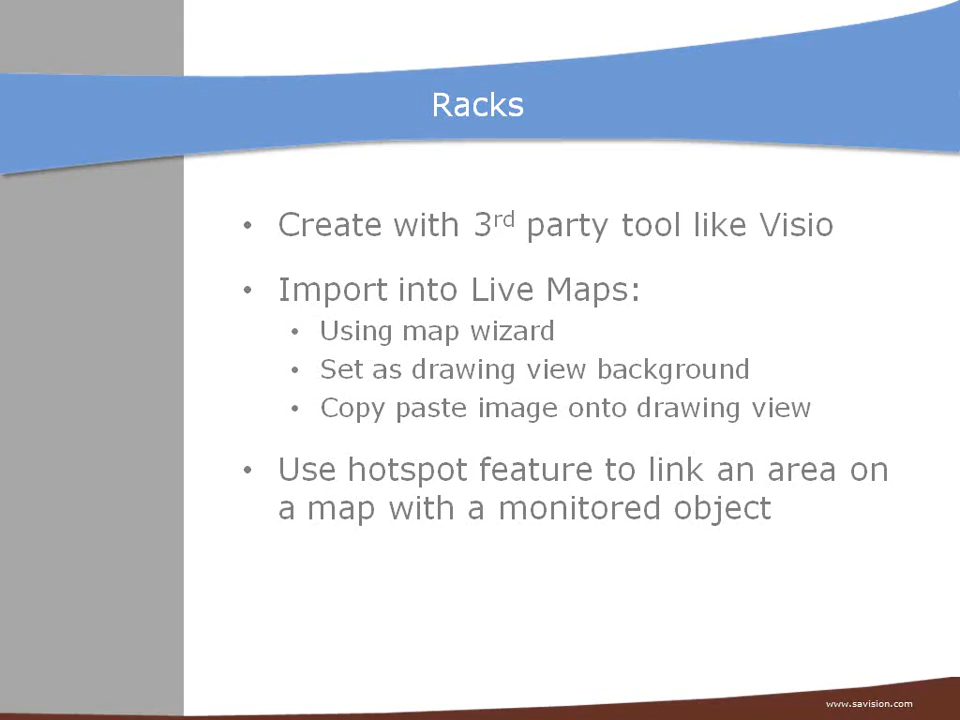 Racks
• Create with 3rd party tool like Visio
• Import into Live Maps:
• Using map wizard
• Set as drawing view background
• Copy paste image onto drawing view
• Use hotspot feature to link an area on
a map with a monitored object
www.savision.com